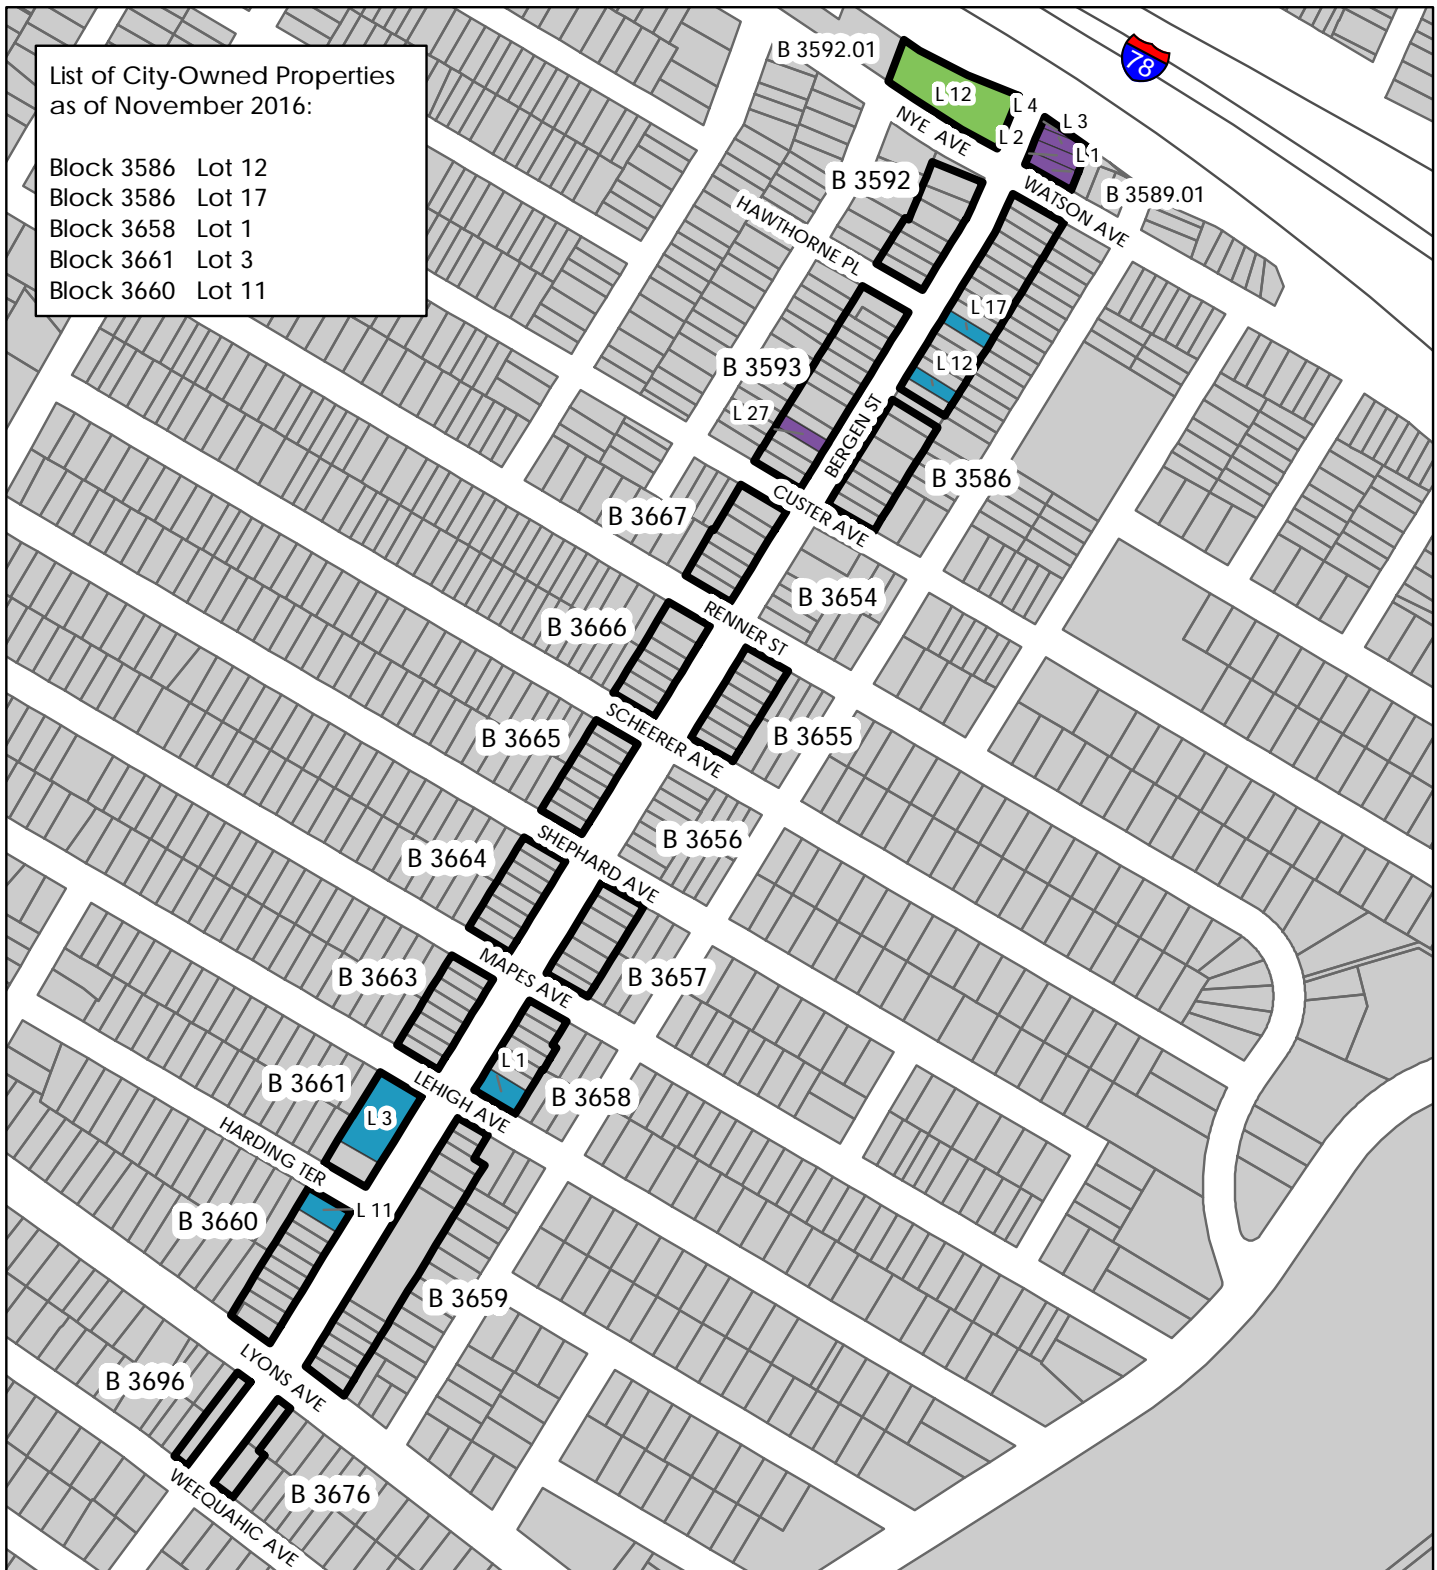 List of City-Owned Properties
as of November 2016:
Block 3586 Lot 12
Block 3586 Lot 17
Block 3658 Lot 1
Block 3661 Lot 3
Block 3660 Lot 11
B 3592.01
78
L 12
L 4
L 3
NYE AVE
L 2
L 1
B 3592
WATSON AVE
B 3589.01
HAWTHORNE PL
L 17
B 3593
L 12
L 27
BERGEN ST
B 3586
CUSTER AVE
B 3667
B 3654
RENNER ST
B 3666
SCHEERER AVE
B 3665
B 3655
SHEPHARD AVE
B 3656
B 3664
MAPES AVE
B 3663
B 3657
L 1
B 3661
LEHIGH AVE
B 3658
L 3
HARDING TER
B 3660
L 11
B 3659
LYONS AVE
B 3696
WEEQUAHIC AVE
B 3676